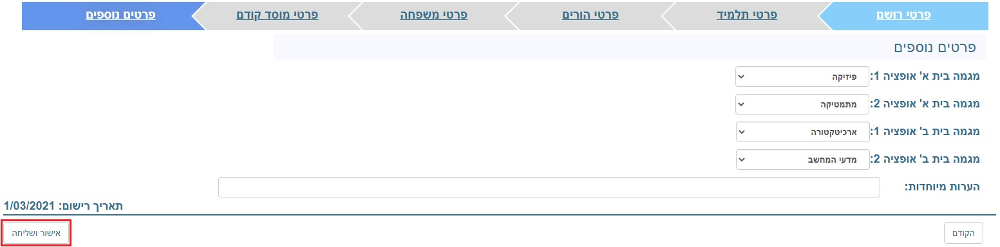 פרטי רושם פרטי תלמיד פרטי הורים פרטי משפחה פרטי מוסד קודם פרטים נוספים
פרטים נוספים
מגמה בית א' אופציה 1: פיזיקה
מגמה בית א' אופציה 2: מתמטיקה
מגמה בית ב' אופציה 1: ארכיטקטורה
מגמה בית ב' אופציה 2: מדעי המחשב
הערות מיוחדות:
תאריך רישום: 1/03/2021
הקודם אישור ושליחה